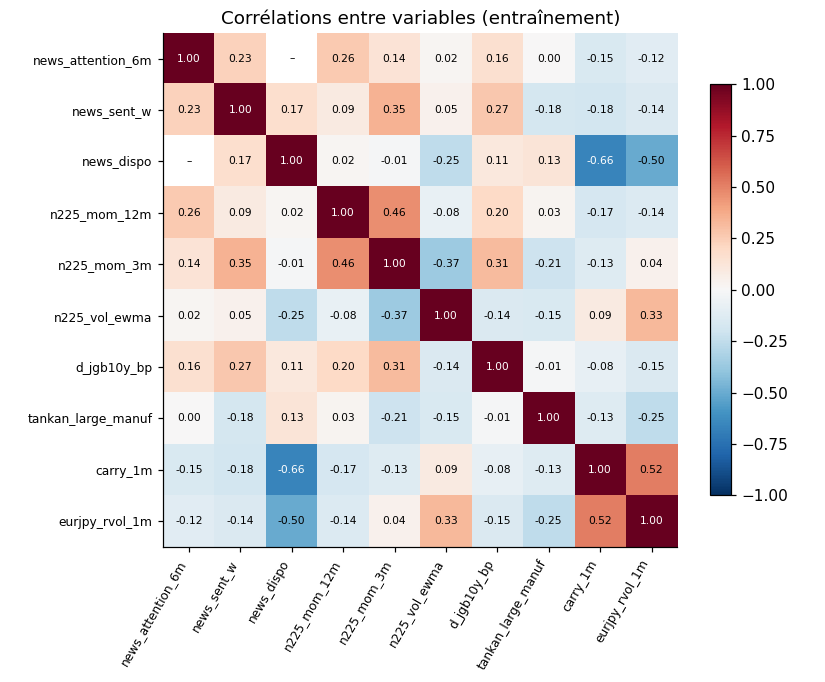 Corrélations entre variables (entraînement)
news_attention_6m 1.00 0.23 – 0.26 0.14 0.02 0.16 0.00 -0.15 -0.12
news_sent_w 0.23 1.00 0.17 0.09 0.35 0.05 0.27 -0.18 -0.18 -0.14
news_dispo – 0.17 1.00 0.02 -0.01 -0.25 0.11 0.13 -0.66 -0.50
n225_mom_12m 0.26 0.09 0.02 1.00 0.46 -0.08 0.20 0.03 -0.17 -0.14
n225_mom_3m 0.14 0.35 -0.01 0.46 1.00 -0.37 0.31 -0.21 -0.13 0.04
n225_vol_ewma 0.02 0.05 -0.25 -0.08 -0.37 1.00 -0.14 -0.15 0.09 0.33
d_jgb10y_bp 0.16 0.27 0.11 0.20 0.31 -0.14 1.00 -0.01 -0.08 -0.15
tankan_large_manuf 0.00 -0.18 0.13 0.03 -0.21 -0.15 -0.01 1.00 -0.13 -0.25
carry_1m -0.15 -0.18 -0.66 -0.17 -0.13 0.09 -0.08 -0.13 1.00 0.52
eurjpy_rvol_1m -0.12 -0.14 -0.50 -0.14 0.04 0.33 -0.15 -0.25 0.52 1.00
news_attention_6m
news_sent_w
news_dispo
n225_mom_12m
n225_mom_3m
n225_vol_ewma
d_jgb10y_bp
tankan_large_manuf
carry_1m
eurjpy_rvol_1m
1.00
0.75
0.50
0.25
0.00
−0.25
−0.50
−0.75
−1.00